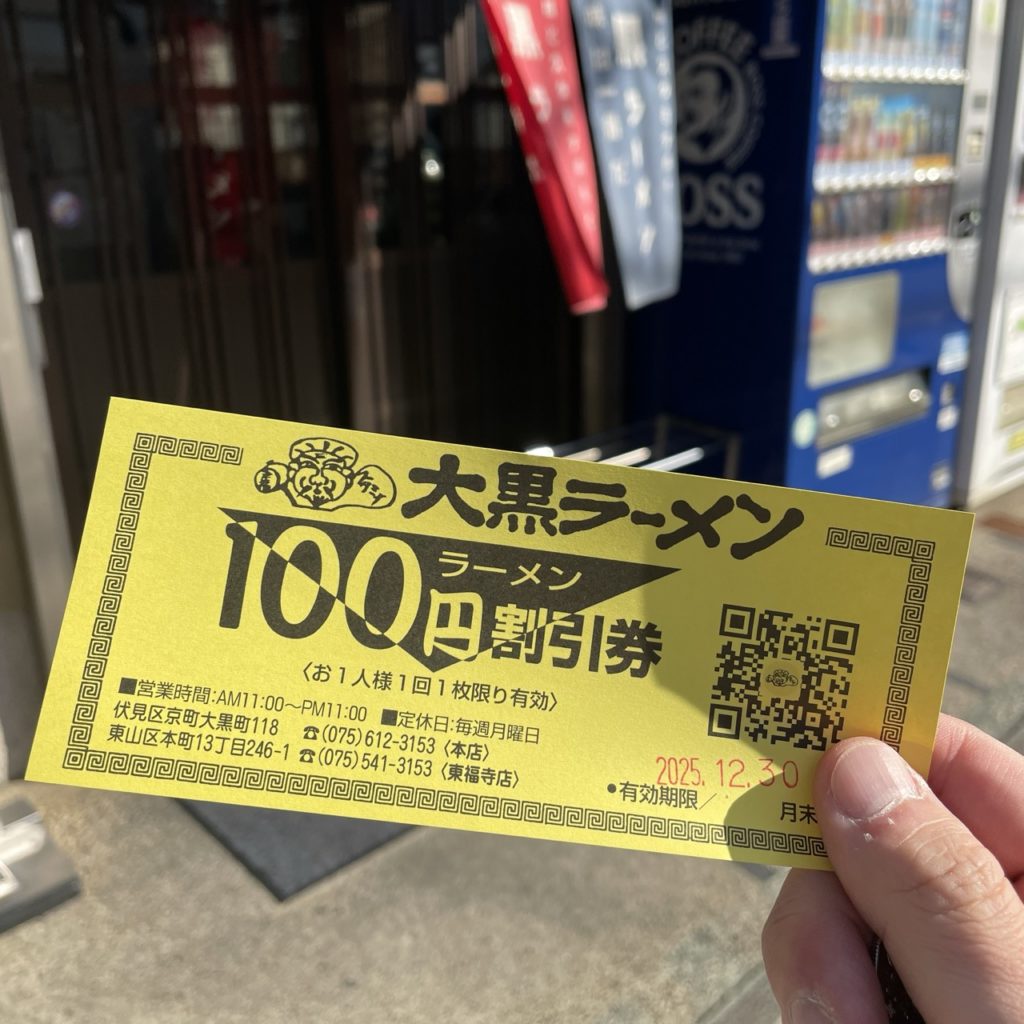 COFFEE
BOSS
大黒ラーメン
ラーメン
100円割引券
〈お1人様1回1枚限り有効〉
■営業時間:AM11:00～PM11:00 ■定休日:毎週月曜日
伏見区京町大黒町118 ☎(075)612-3153〈本店〉
東山区本町13丁目246-1 ☎(075)541-3153〈東福寺店〉
2025.12.30
●有効期限/ 月末